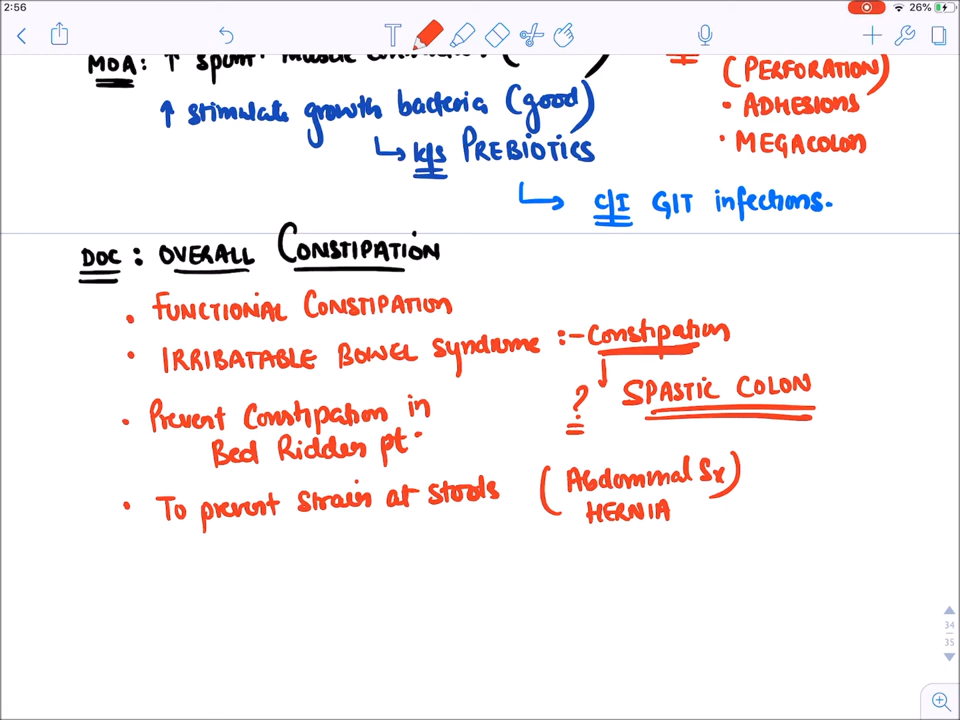 2:56
26%
T
MOA: ↑
(PERFORATION)
• ADHESIONS
• MEGACOLON
↑ stimulate growth bacteria (good)
↳ k/s PREBIOTICS
↳ C/I GIT infections.
DOC : OVERALL CONSTIPATION
• FUNCTIONAL CONSTIPATION
• IRRIBATABLE BOWEL Syndrome :- Constipation
↓
? SPASTIC COLON
• Prevent Constipation in
Bed Ridden pt.
• To prevent Strain at Stools (Abdominal Sx)
HERNIA
34
35